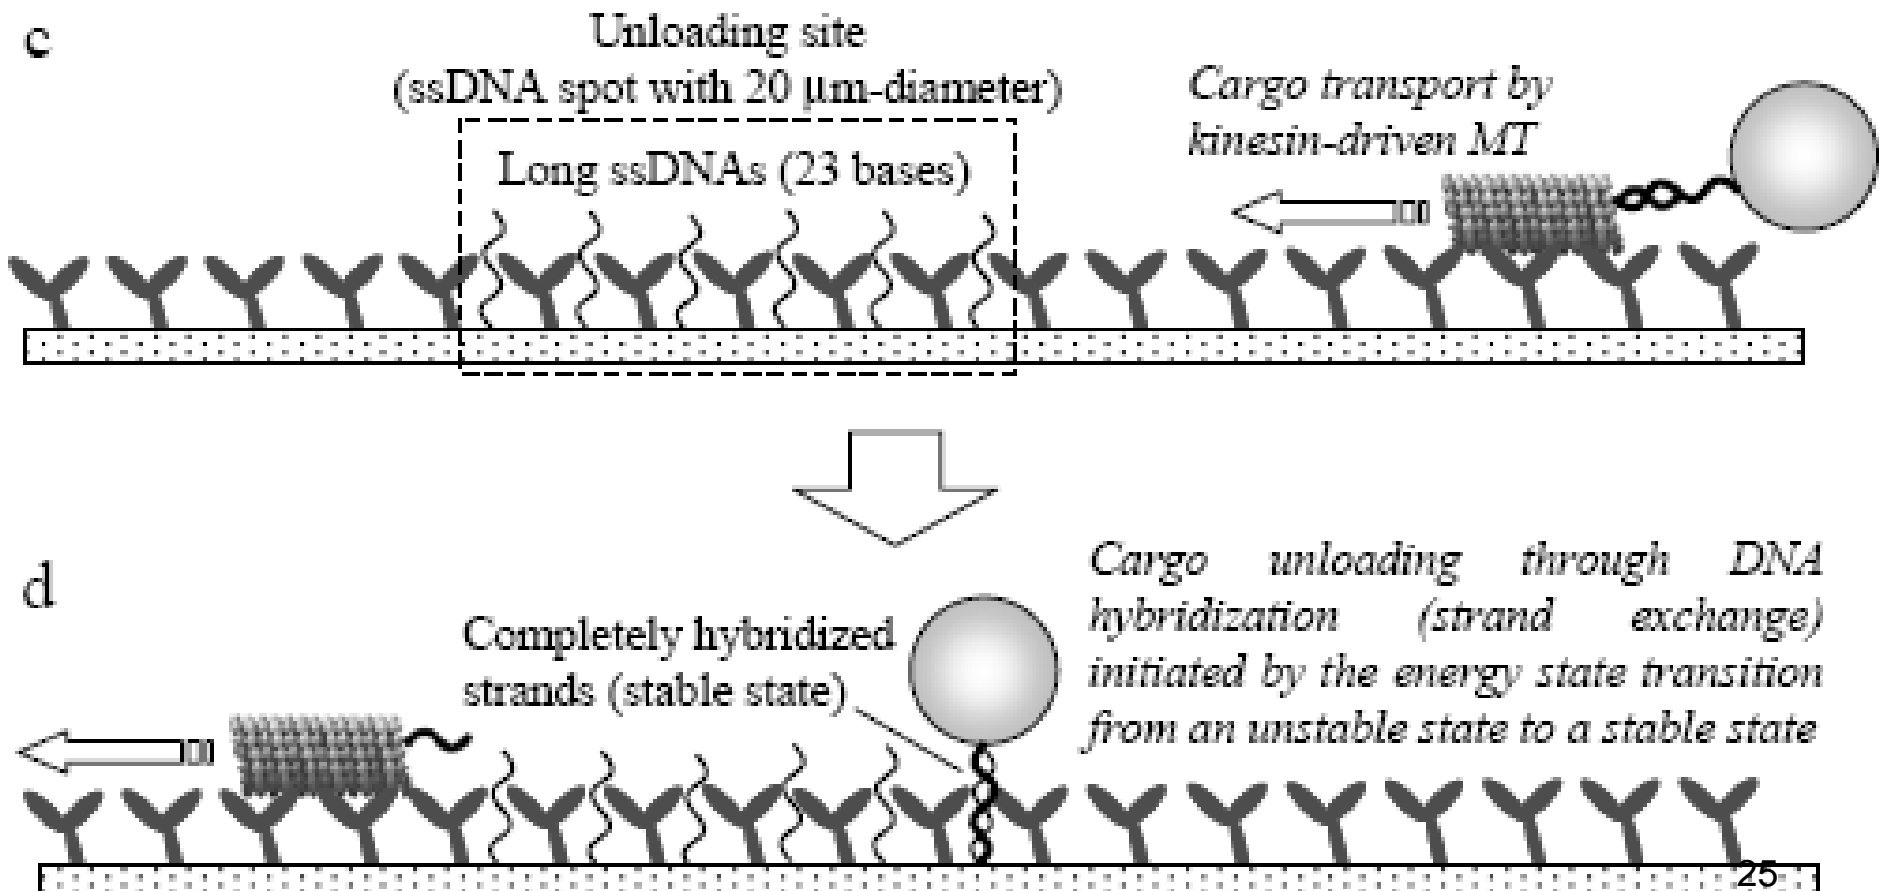 c
Unloading site
(ssDNA spot with 20 μm-diameter)
Long ssDNAs (23 bases)
Cargo transport by
kinesin-driven MT
d
Completely hybridized
strands (stable state)
Cargo unloading through DNA
hybridization (strand exchange)
initiated by the energy state transition
from an unstable state to a stable state
25